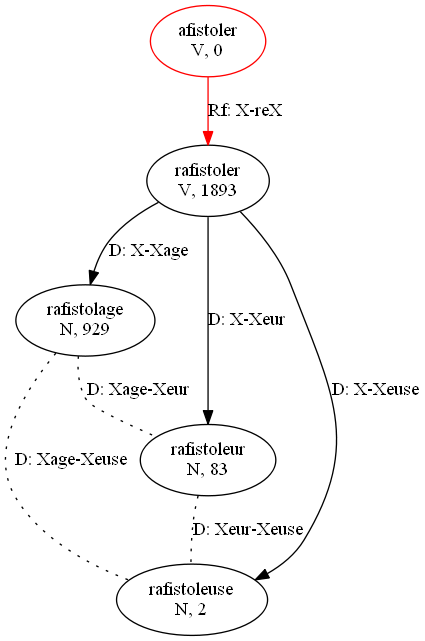 afistoler
V, 0
Rf: X-reX
rafistoler
V, 1893
D: X-Xage
rafistolage
N, 929
D: X-Xeur
D: Xage-Xeur
D: X-Xeuse
rafistoleur
N, 83
D: Xage-Xeuse
D: Xeur-Xeuse
rafistoleuse
N, 2